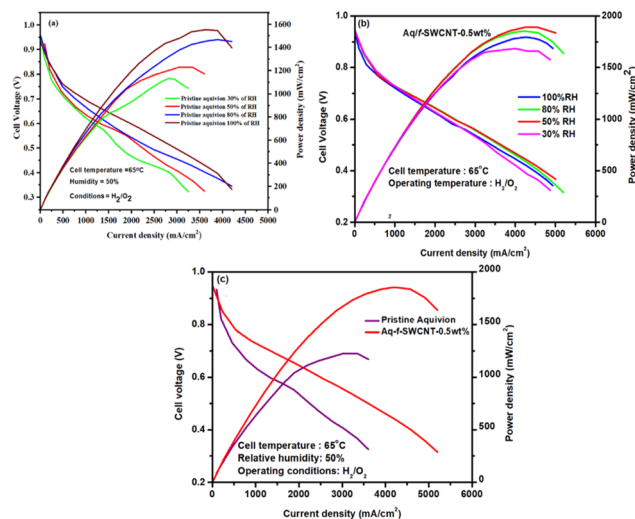 (a)
Pristine aquivion 30% of RH
Pristine aquivion 50% of RH
Pristine aquivion 80% of RH
Pristine aquivion 100% of RH
Cell temperature =65°C
Humidity = 50%
Conditions = H2/O2
Cell Voltage (V)
1.0
0.9
0.8
0.7
0.6
0.5
0.4
0.3
Power density (mW/cm2)
1600
1400
1200
1000
800
600
400
200
0
0 500 1000 1500 2000 2500 3000 3500 4000 4500 5000
Current density (mA/cm2)
(b)
Aq/f-SWCNT-0.5wt%
100%RH
80% RH
50% RH
30% RH
Cell temperature : 65°C
Operating temperature : H2/O2
2
Cell Voltage (V)
1.0
0.8
0.6
0.4
0.2
Power density (mW/cm2)
2000
1500
1000
500
0
0 1000 2000 3000 4000 5000 6000
Current density (mA/cm2)
(c)
Pristine Aquivion
Aq-f-SWCNT-0.5wt%
Cell temperature : 65°C
Relative humidity: 50%
Operating conditions: H2/O2
Cell voltage (V)
1.0
0.8
0.6
0.4
0.2
Power density (mW/cm2)
2000
1500
1000
500
0
0 1000 2000 3000 4000 5000 6000
Current density (mA/cm2)